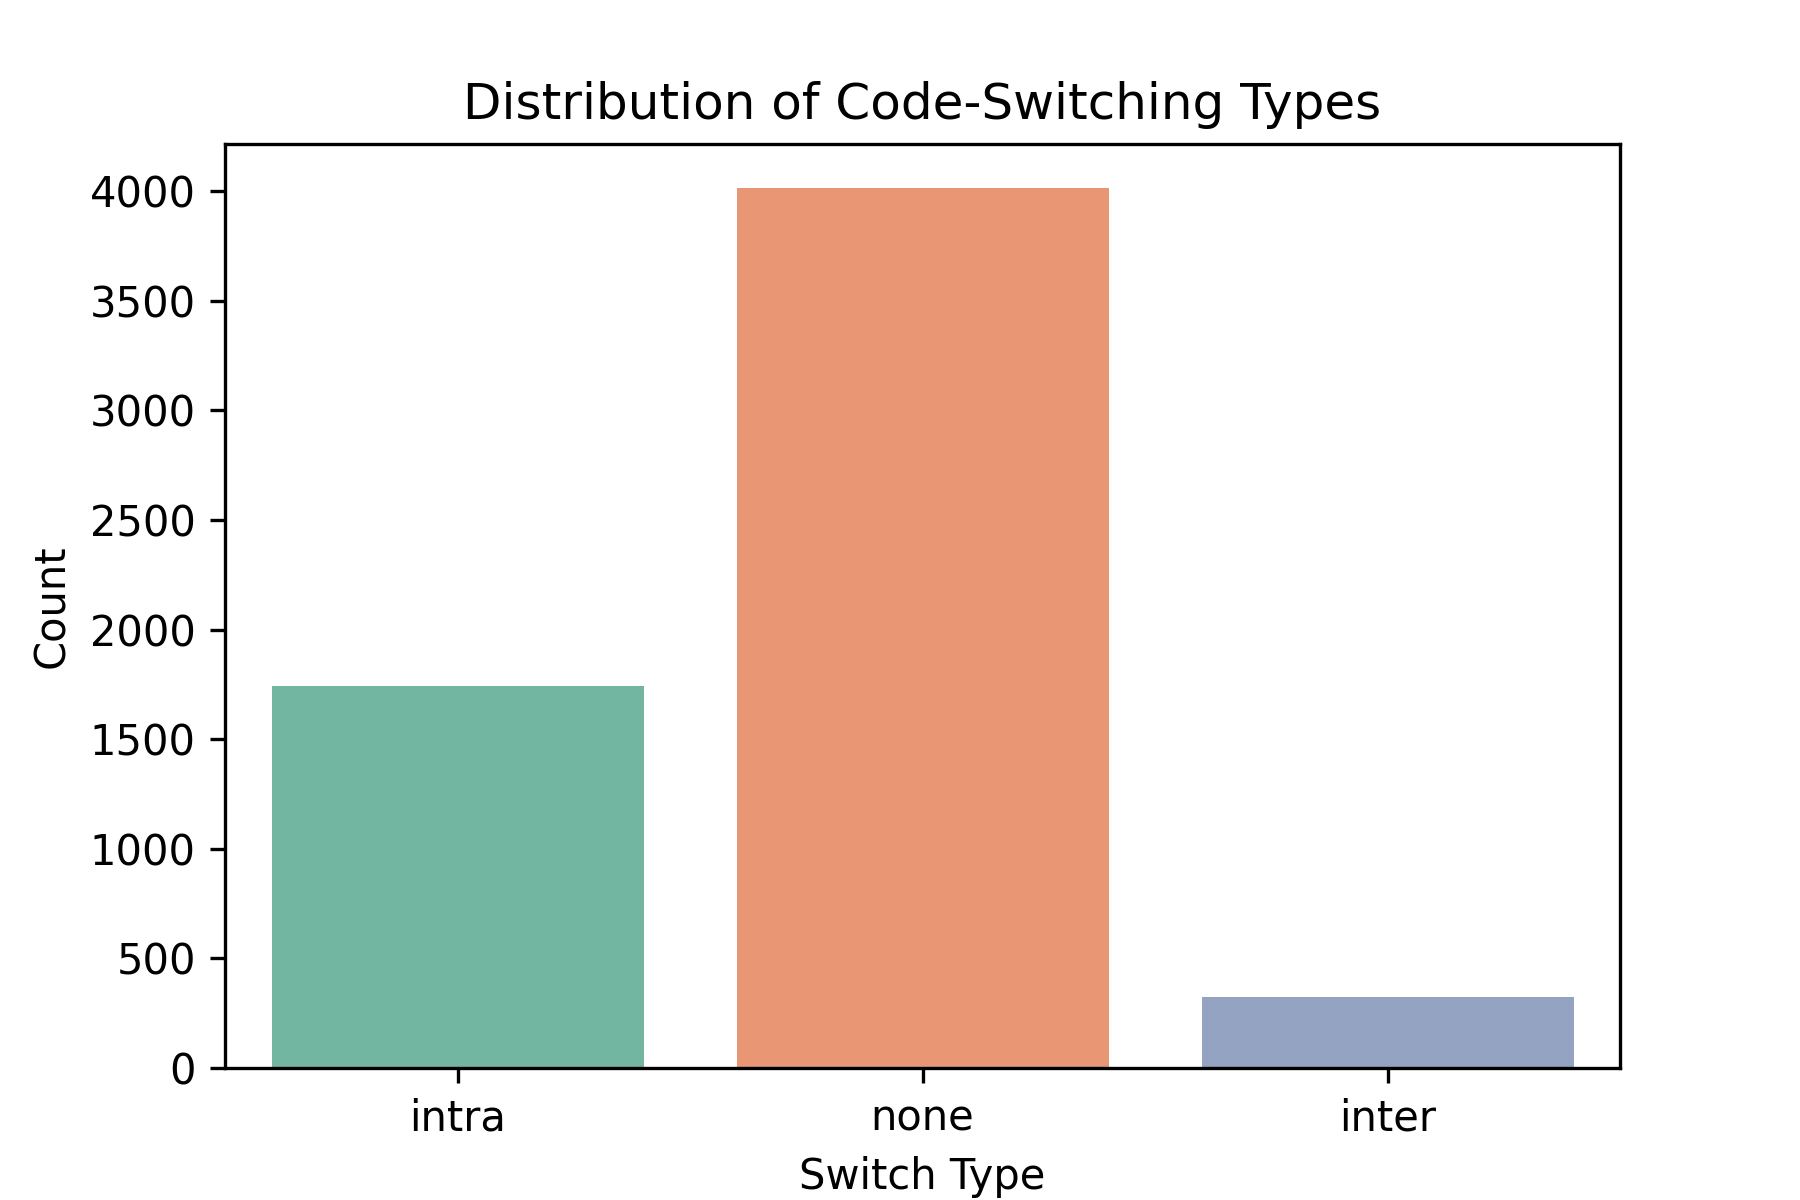 Distribution of Code-Switching Types
4000
3500
3000
2500
2000
1500
1000
500
0
Count
intra none inter
Switch Type